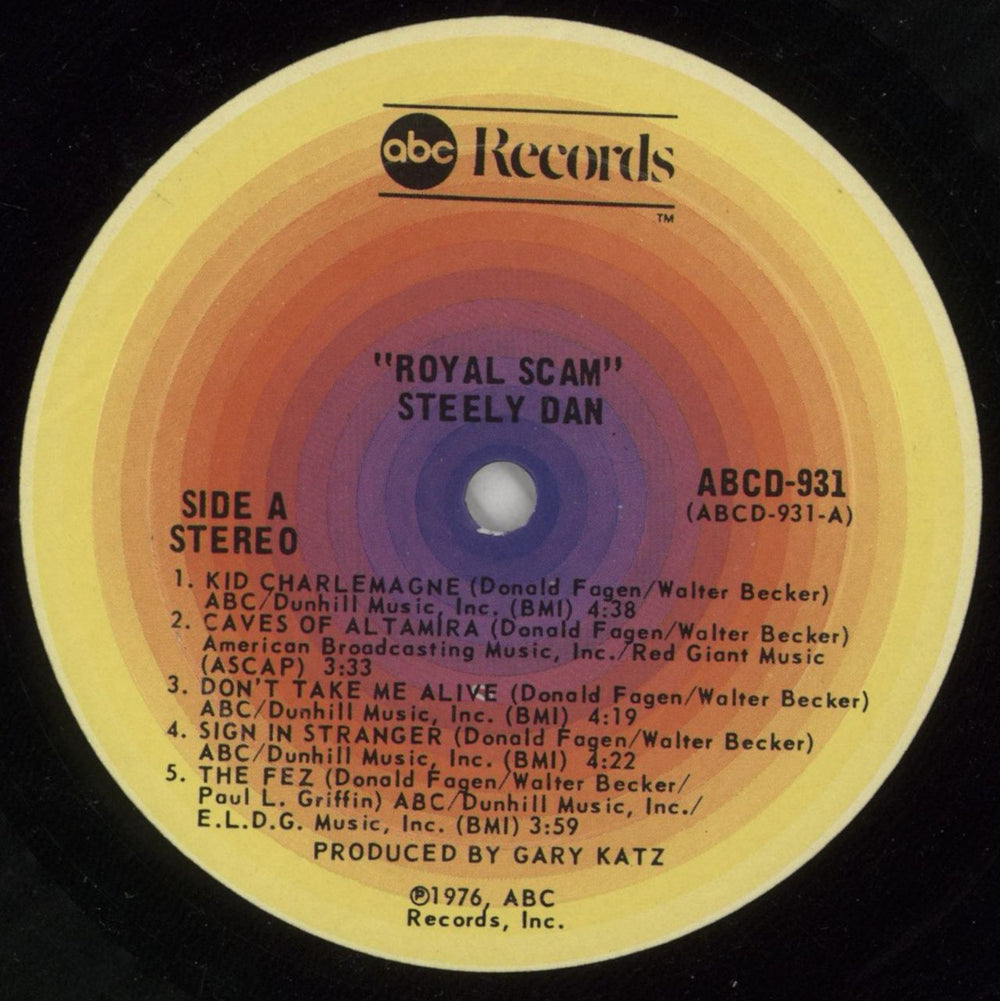 abc Records
TM
"ROYAL SCAM"
STEELY DAN
SIDE A
STEREO
ABCD-931
(ABCD-931-A)
1. KID CHARLEMAGNE (Donald Fagen/Walter Becker)
ABC/Dunhill Music, Inc. (BMI) 4:38
2. CAVES OF ALTAMIRA (Donald Fagen/Walter Becker)
American Broadcasting Music, Inc./Red Giant Music
(ASCAP) 3:33
3. DON'T TAKE ME ALIVE (Donald Fagen/Walter Becker)
ABC/Dunhill Music, Inc. (BMI) 4:19
4. SIGN IN STRANGER (Donald Fagen/Walter Becker)
ABC/Dunhill Music, Inc. (BMI) 4:22
5. THE FEZ (Donald Fagen/Walter Becker/
Paul L. Griffin) ABC/Dunhill Music, Inc./
E.L.D.G. Music, Inc. (BMI) 3:59
PRODUCED BY GARY KATZ
℗1976, ABC
Records, Inc.